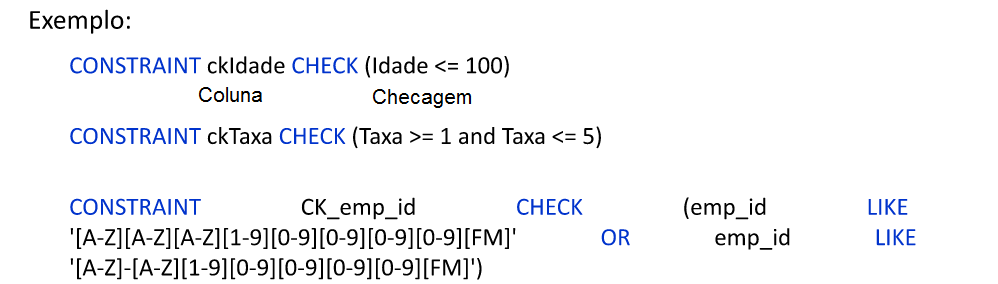 Exemplo:
CONSTRAINT ckIdade CHECK (Idade <= 100)
Coluna Checagem
CONSTRAINT ckTaxa CHECK (Taxa >= 1 and Taxa <= 5)
CONSTRAINT CK_emp_id CHECK (emp_id LIKE
'[A-Z][A-Z][A-Z][1-9][0-9][0-9][0-9][0-9][FM]' OR emp_id LIKE
'[A-Z]-[A-Z][1-9][0-9][0-9][0-9][0-9][FM]')